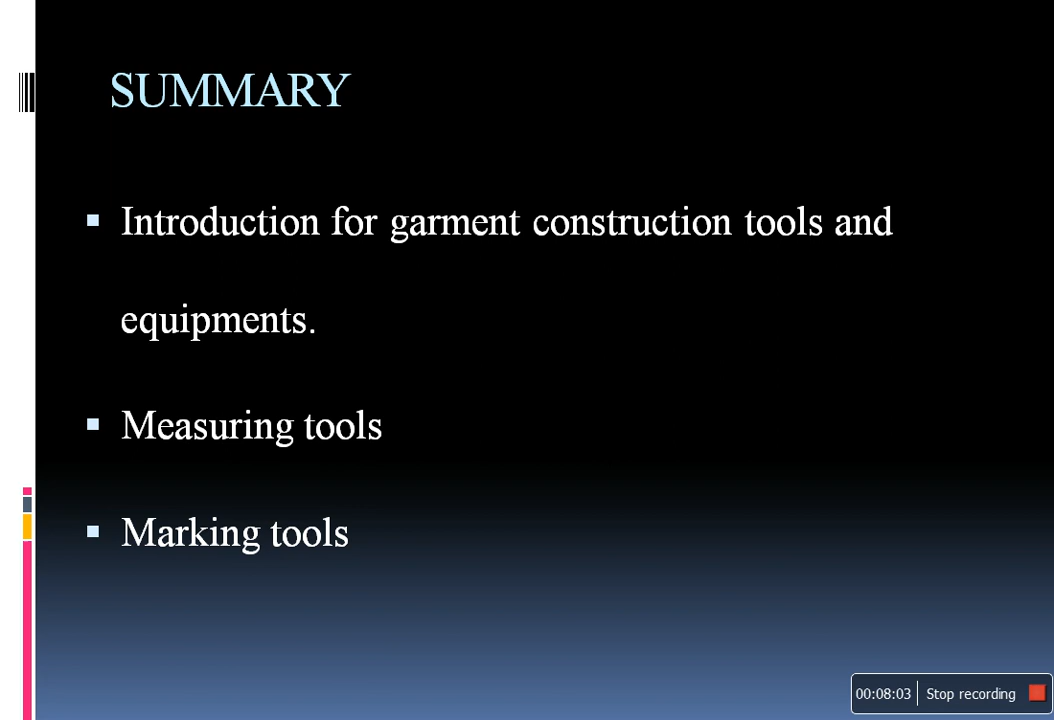 SUMMARY
▪ Introduction for garment construction tools and
equipments.
▪ Measuring tools
▪ Marking tools
00:08:03 Stop recording